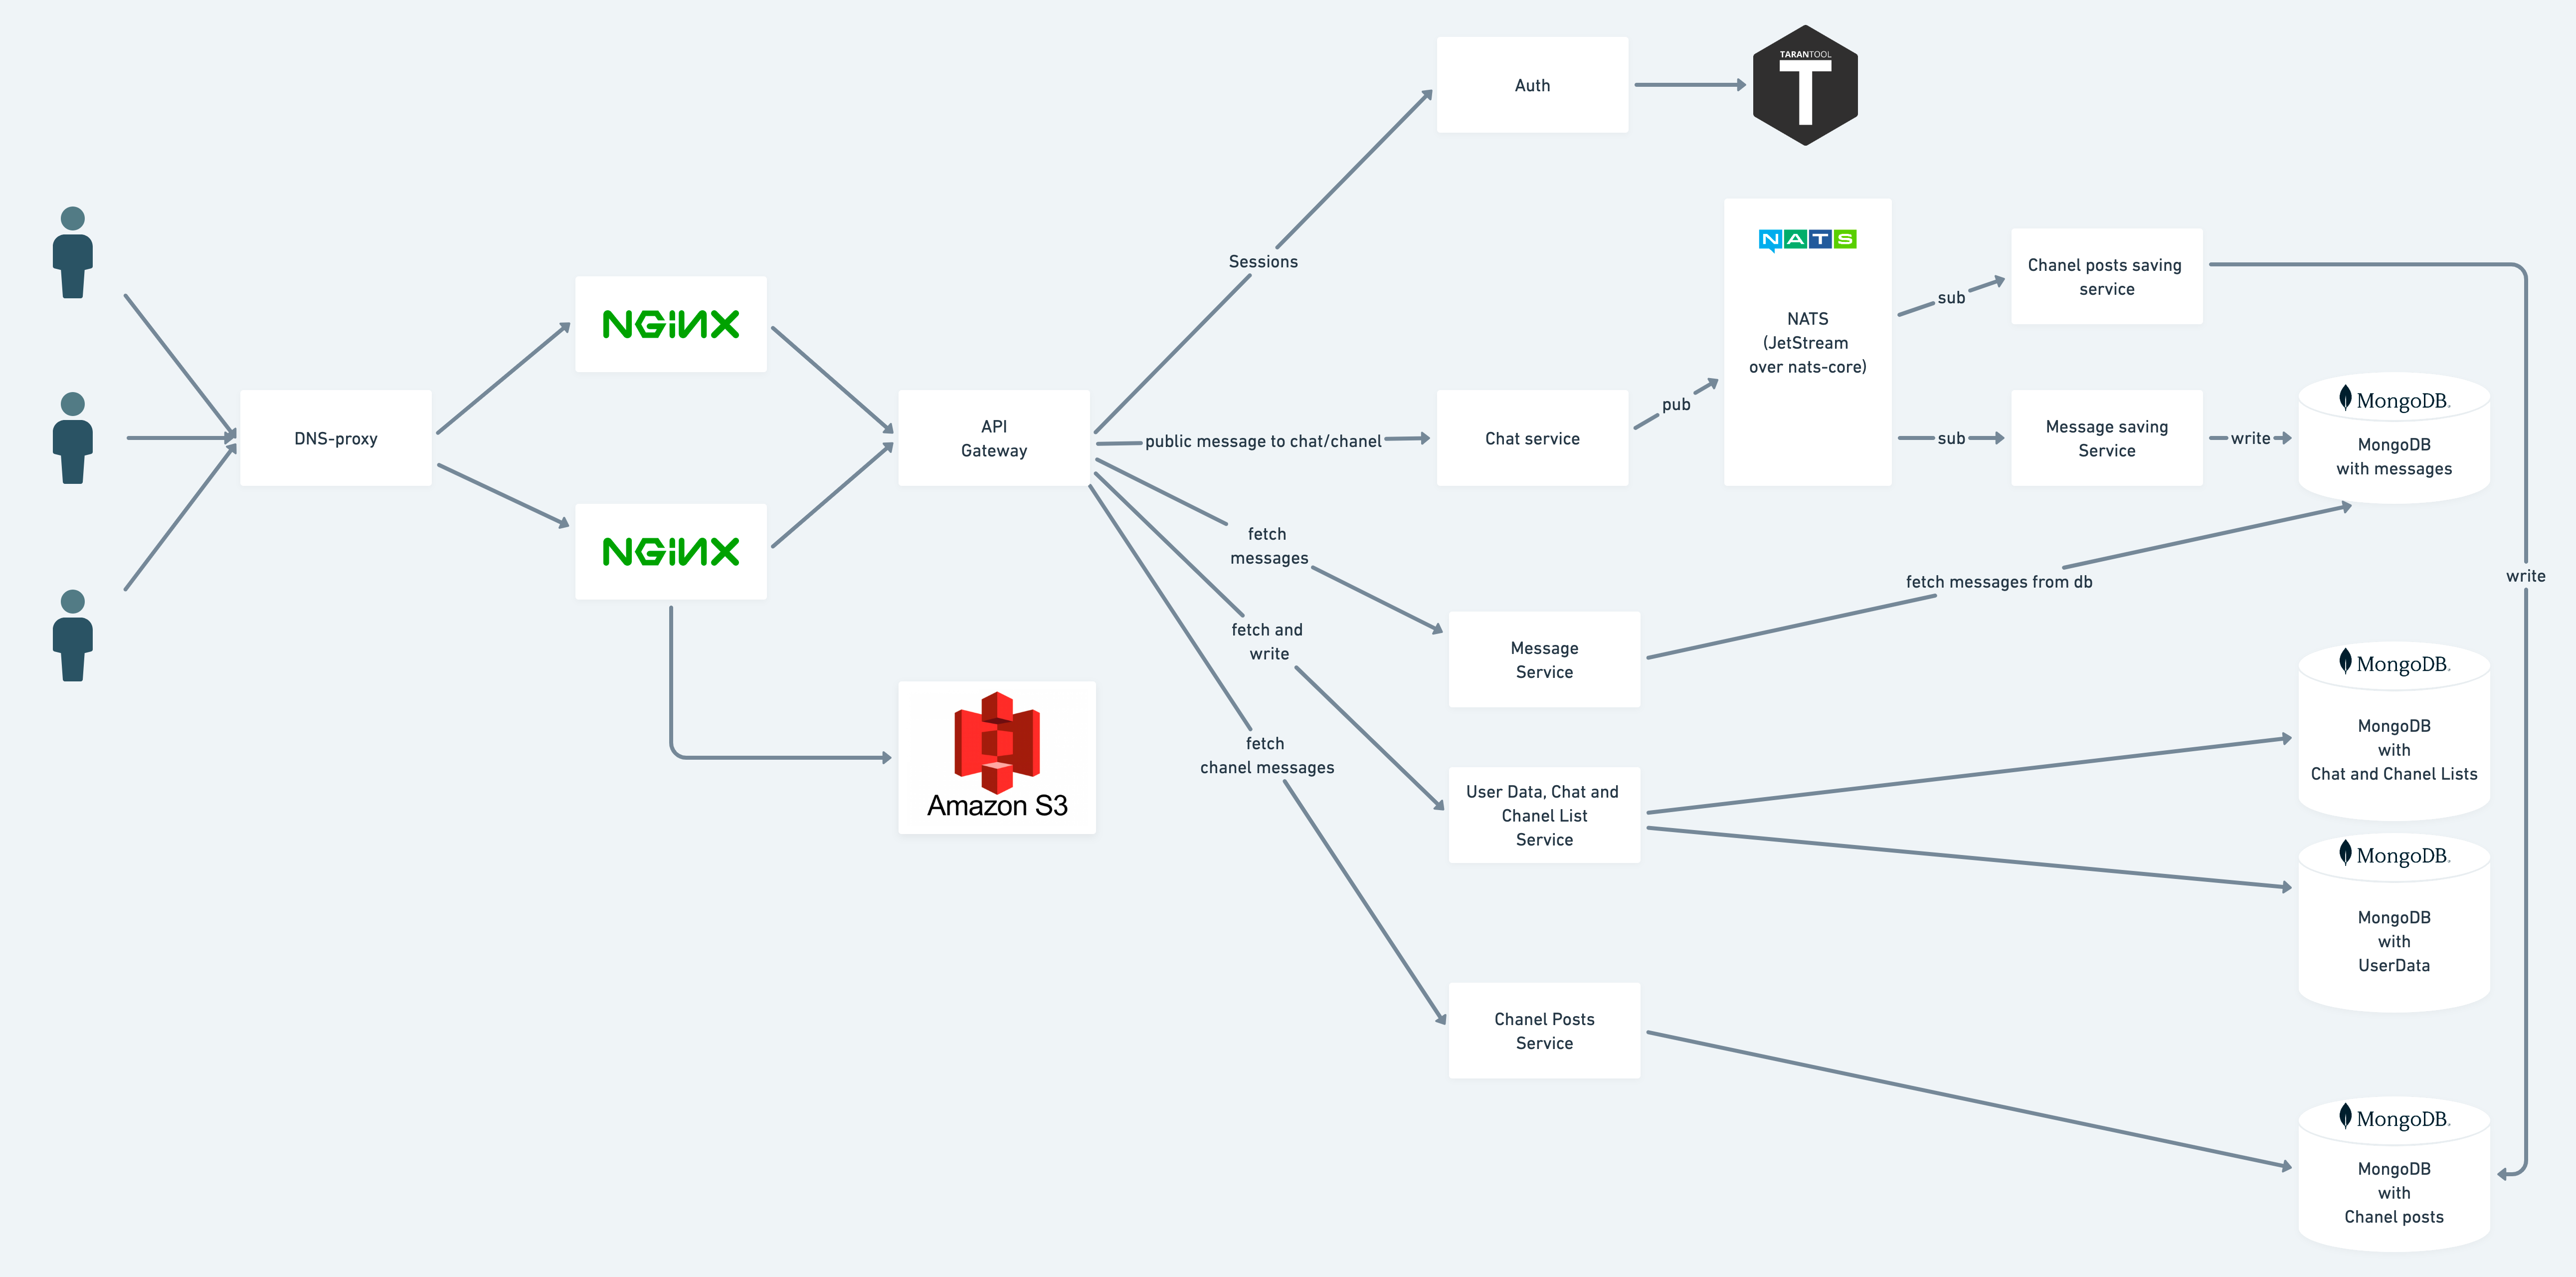 TARANTOOL
T
Auth
Sessions
NATS
NATS
(JetStream
over nats-core)
sub
Chanel posts saving
service
NGINX
DNS-proxy
API
Gateway
public message to chat/chanel
Chat service
pub
sub
Message saving
Service
write
MongoDB.
MongoDB
with messages
NGINX
fetch
messages
fetch messages from db
write
fetch and
write
Message
Service
MongoDB.
MongoDB
with
Chat and Chanel Lists
Amazon S3
fetch
chanel messages
User Data, Chat and
Chanel List
Service
MongoDB.
MongoDB
with
UserData
Chanel Posts
Service
MongoDB.
MongoDB
with
Chanel posts